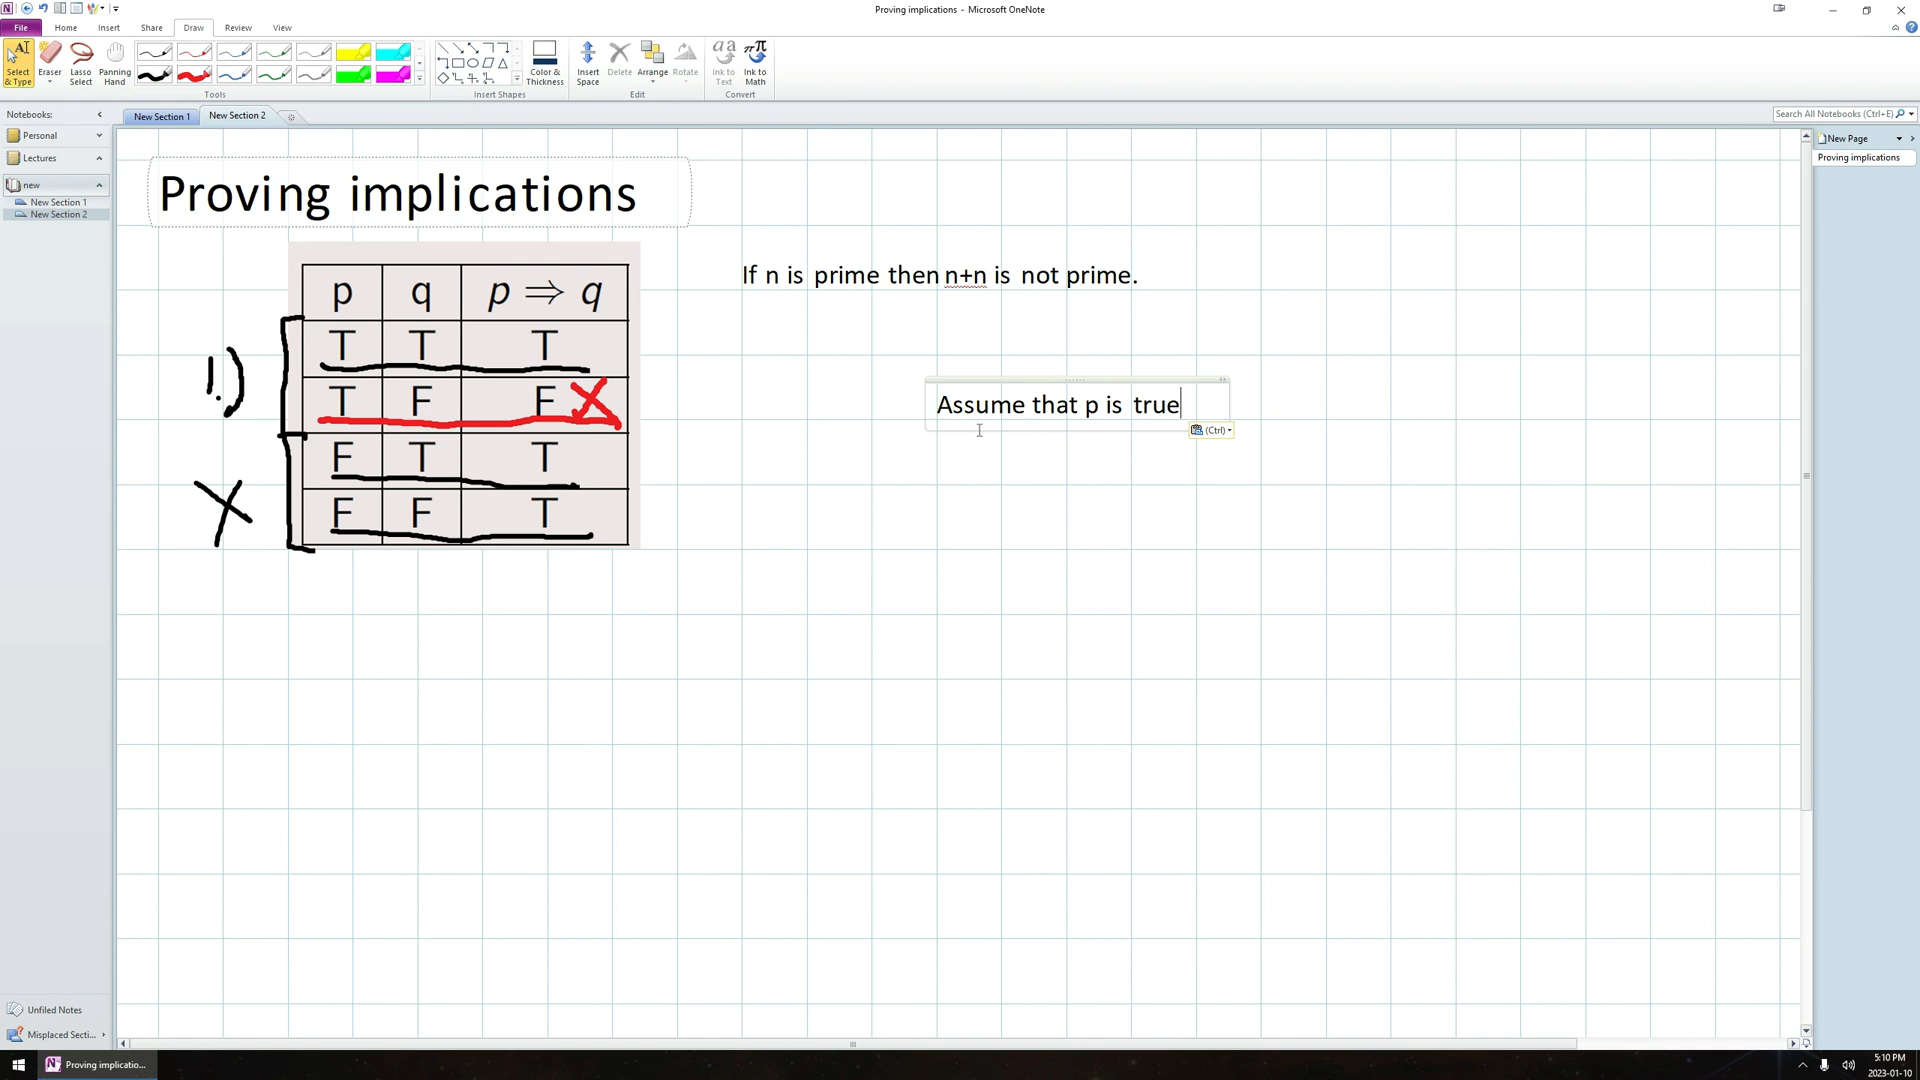 Proving implications - Microsoft OneNote
File Home Insert Share Draw Review View
Select & Type
Eraser
Lasso Select
Panning Hand
Color & Thickness
Insert Space
Delete
Arrange
Rotate
Ink to Text
Ink to Math
Tools
Insert Shapes
Edit
Convert
Notebooks:
New Section 1
New Section 2
Search All Notebooks (Ctrl+E)
Personal
Lectures
new
New Section 1
New Section 2
New Page
Proving implications
Proving implications
p q p ⇒ q
T T T
T F F X
F T T
F F T
1.)
X
If n is prime then n+n is not prime.
Assume that p is true
(Ctrl)
Unfiled Notes
Misplaced Secti...
Proving implicatio...
5:10 PM
2023-01-10